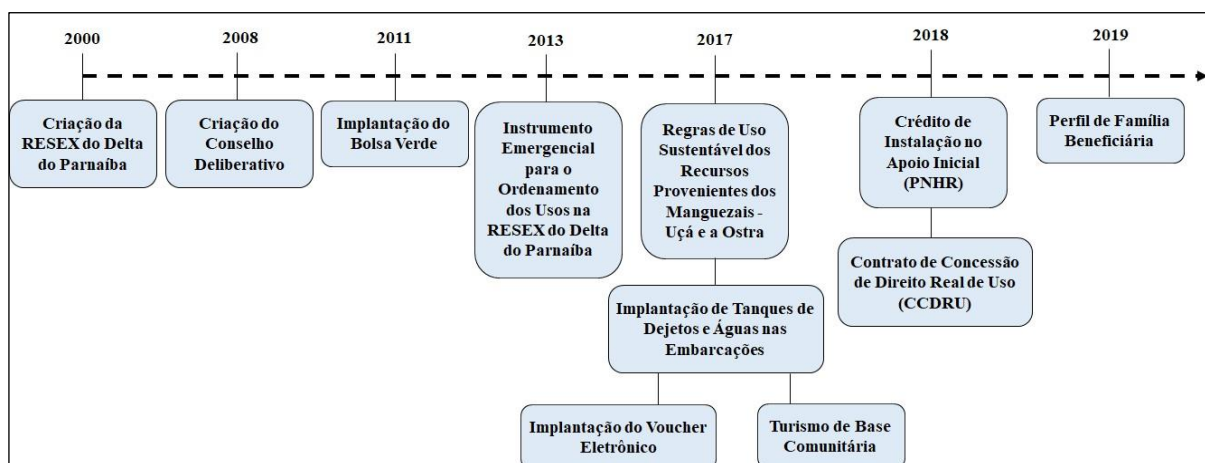 2000
2008
2011
2013
2017
2018
2019
Criação da
RESEX do Delta
do Parnaíba
Criação do
Conselho
Deliberativo
Implantação do
Bolsa Verde
Instrumento
Emergencial
para o
Ordenamento
dos Usos na
RESEX do Delta
do Parnaíba
Regras de Uso
Sustentável dos
Recursos
Provenientes dos
Manguezais -
Uçá e a Ostra
Implantação de Tanques de
Dejetos e Águas nas
Embarcações
Implantação do Voucher
Eletrônico
Turismo de Base
Comunitária
Crédito de
Instalação no
Apoio Inicial
(PNHR)
Contrato de Concessão
de Direito Real de Uso
(CCDRU)
Perfil de Família
Beneficiária